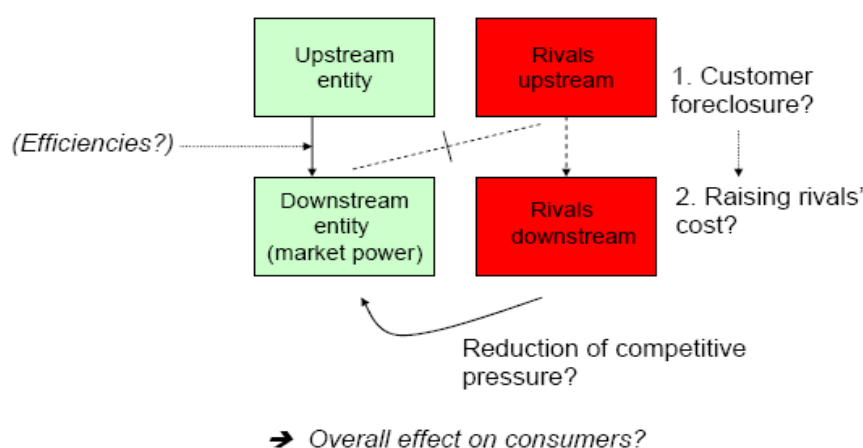 Upstream
entity
Rivals
upstream
1. Customer
foreclosure?
(Efficiencies?)
Downstream
entity
(market power)
Rivals
downstream
2. Raising rivals'
cost?
Reduction of competitive
pressure?
➔ Overall effect on consumers?